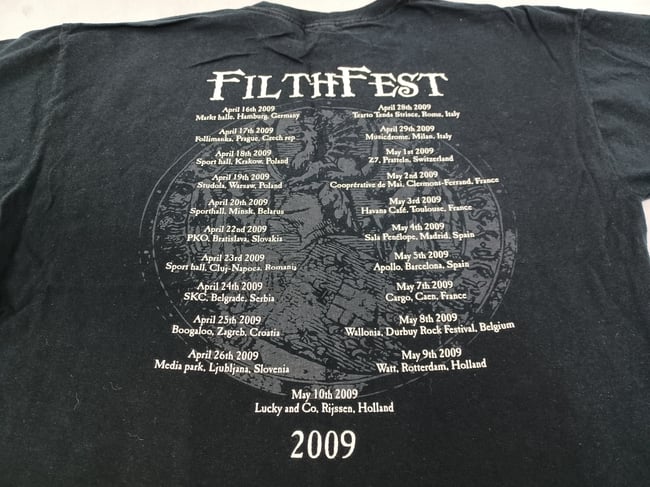 FilthFest
April 16th 2009
Markt halle, Hamburg, Germany
April 17th 2009
Follimanka, Prague, Czech rep
April 18th 2009
Sport hall, Krakow, Poland
April 19th 2009
Studola, Warsaw, Poland
April 20th 2009
Sporthall, Minsk, Belarus
April 22nd 2009
PKO, Bratislava, Slovakia
April 23rd 2009
Sport hall, Cluj-Napoca, Romania
April 24th 2009
SKC, Belgrade, Serbia
April 25th 2009
Boogaloo, Zagreb, Croatia
April 26th 2009
Media park, Ljubljana, Slovenia
April 28th 2009
Tearto Tenda Strisce, Rome, Italy
April 29th 2009
Musicdrome, Milan, Italy
May 1st 2009
Z7, Pratteln, Switzerland
May 2nd 2009
Cooprérative de Mai, Clermont-Ferrand, France
May 3rd 2009
Havana Café, Toulouse, France
May 4th 2009
Sala Penélope, Madrid, Spain
May 5th 2009
Apollo, Barcelona, Spain
May 7th 2009
Cargo, Caen, France
May 8th 2009
Wallonia, Durbuy Rock Festival, Belgium
May 9th 2009
Watt, Rotterdam, Holland
May 10th 2009
Lucky and Co, Rijssen, Holland
2009